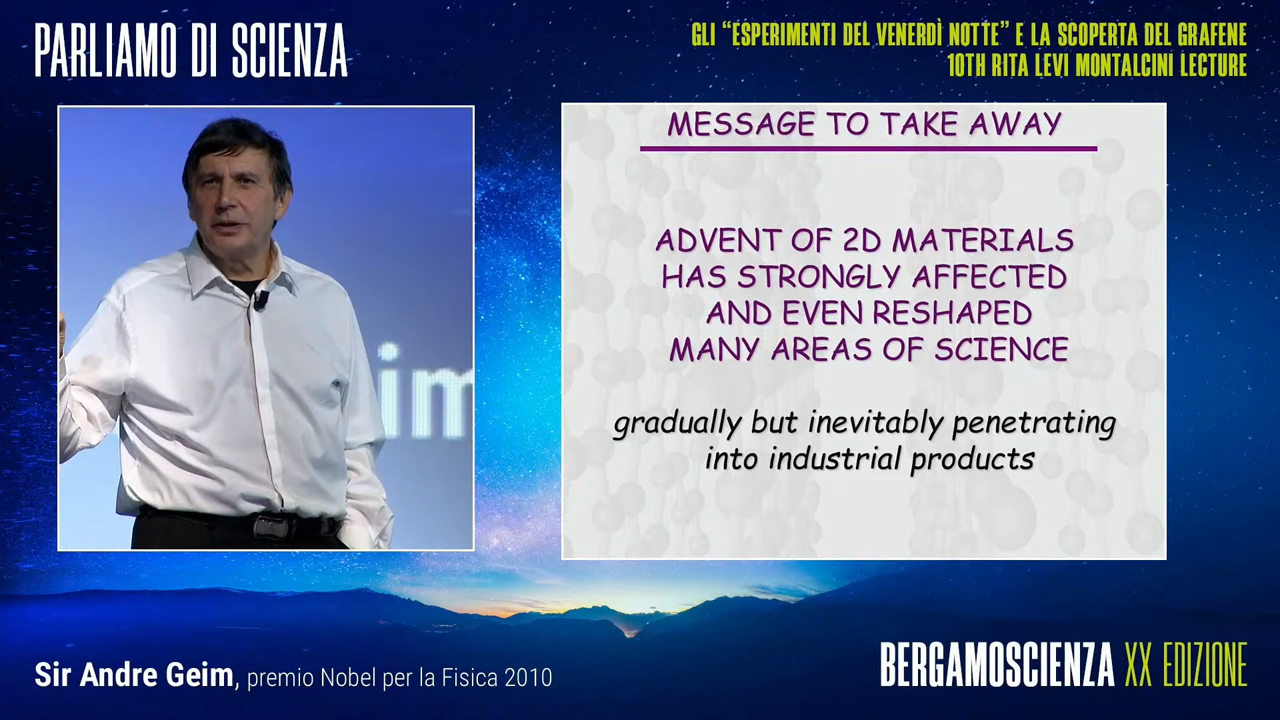 PARLIAMO DI SCIENZA
GLI “ESPERIMENTI DEL VENERDÌ NOTTE” E LA SCOPERTA DEL GRAFENE
10TH RITA LEVI MONTALCINI LECTURE
im
MESSAGE TO TAKE AWAY
ADVENT OF 2D MATERIALS
HAS STRONGLY AFFECTED
AND EVEN RESHAPED
MANY AREAS OF SCIENCE
gradually but inevitably penetrating
into industrial products
Sir Andre Geim, premio Nobel per la Fisica 2010
BERGAMOSCIENZA XX EDIZIONE